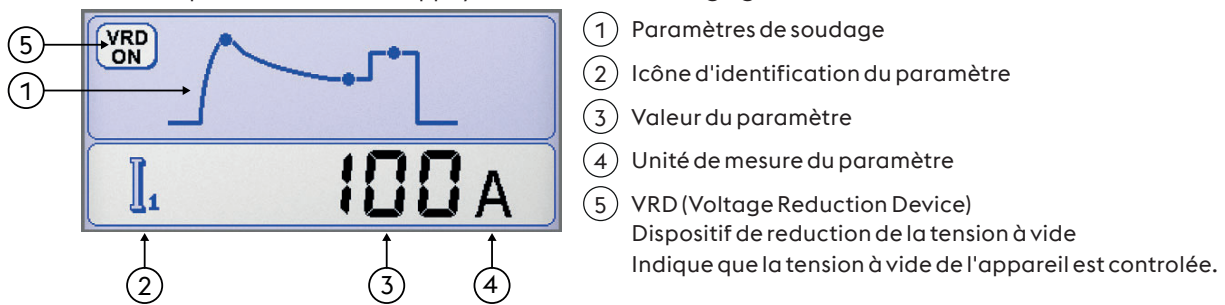 VRD
ON
5
1
100 A
I1
2
3
4
1 Paramètres de soudage
2 Icône d'identification du paramètre
3 Valeur du paramètre
4 Unité de mesure du paramètre
5 VRD (Voltage Reduction Device)
Dispositif de reduction de la tension à vide
Indique que la tension à vide de l'appareil est controlée.